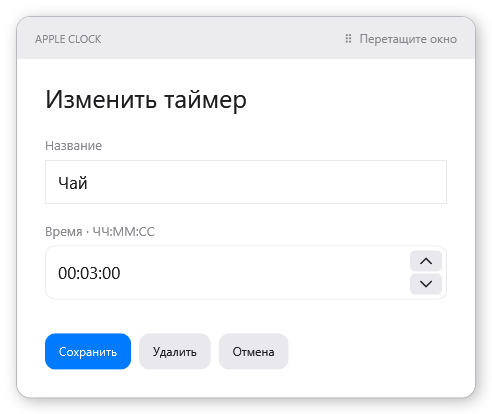 APPLE CLOCK
Перетащите окно
Изменить таймер
Название
Чай
Время · ЧЧ:ММ:СС
00:03:00
Сохранить
Удалить
Отмена